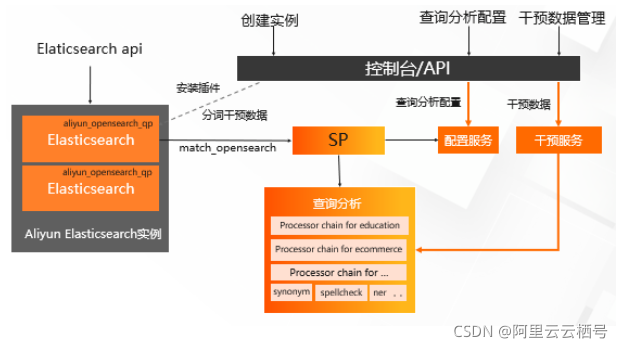 创建实例
查询分析配置
干预数据管理
Elaticsearch api
控制台/API
安装插件
查询分析配置
干预数据
分词干预数据
aliyun_opensearch_qp
Elasticsearch
match_opensearch
SP
配置服务
干预服务
aliyun_opensearch_qp
Elasticsearch
Aliyun Elasticsearch实例
查询分析
Processor chain for education
Processor chain for ecommerce
Processor chain for ...
synonym
spellcheck
ner . .
CSDN @阿里云云栖号